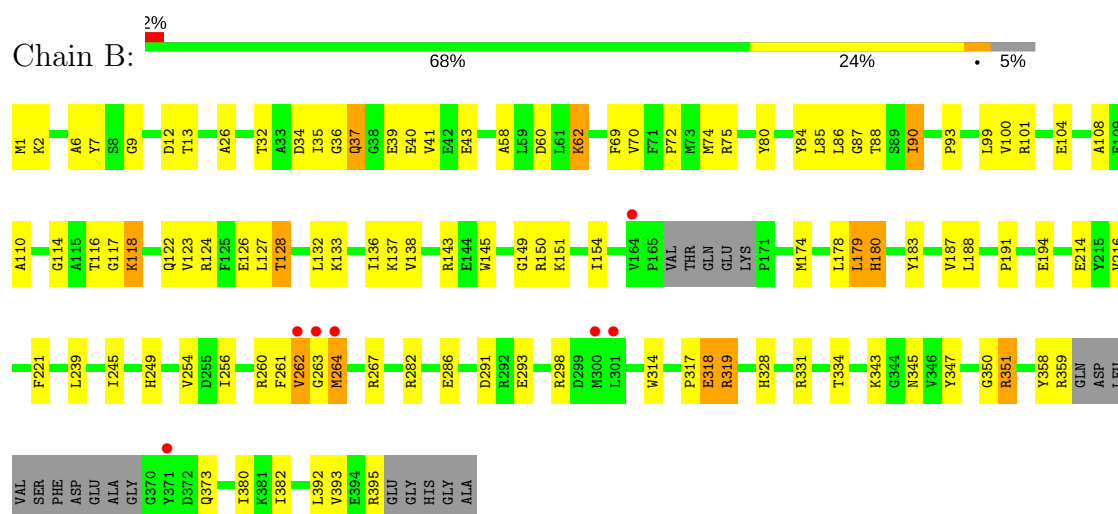 2%
Chain B:
68% 24% • 5%
M1 K2 A6 Y7 S8 G9 D12 T13 A26 T32 A33 D34 I35 G36 Q37 G38 E39 E40 V41 E42 E43 A58 L59 D60 L61 K62 F69 V70 F71 P72 M73 M74 R75 Y80 Y84 L85 L86 G87 T88 S89 I90 P93 L99 V100 R101 E104 A108 E109
A110 G114 A115 T116 G117 K118 Q122 V123 R124 F125 E126 L127 T128 L132 K133 I136 K137 V138 R143 E144 W145 G149 R150 K151 I154 V164 P165 VAL THR GLN GLU LYS P171 M174 L178 L179 H180 Y183 V187 L188 P191 E194 E214 Y215 V216
F221 L239 I245 H249 V254 D255 I256 R260 F261 V262 G263 M264 R267 R282 E286 D291 R292 E293 R298 D299 M300 L301 W314 P317 E318 R319 H328 R331 T334 K343 G344 N345 V346 Y347 G350 R351 Y358 R359 GLN ASP LEU
VAL SER PHE ASP GLU ALA GLY G370 Y371 D372 Q373 I380 K381 I382 L392 V393 E394 R395 GLU GLY HIS GLY ALA